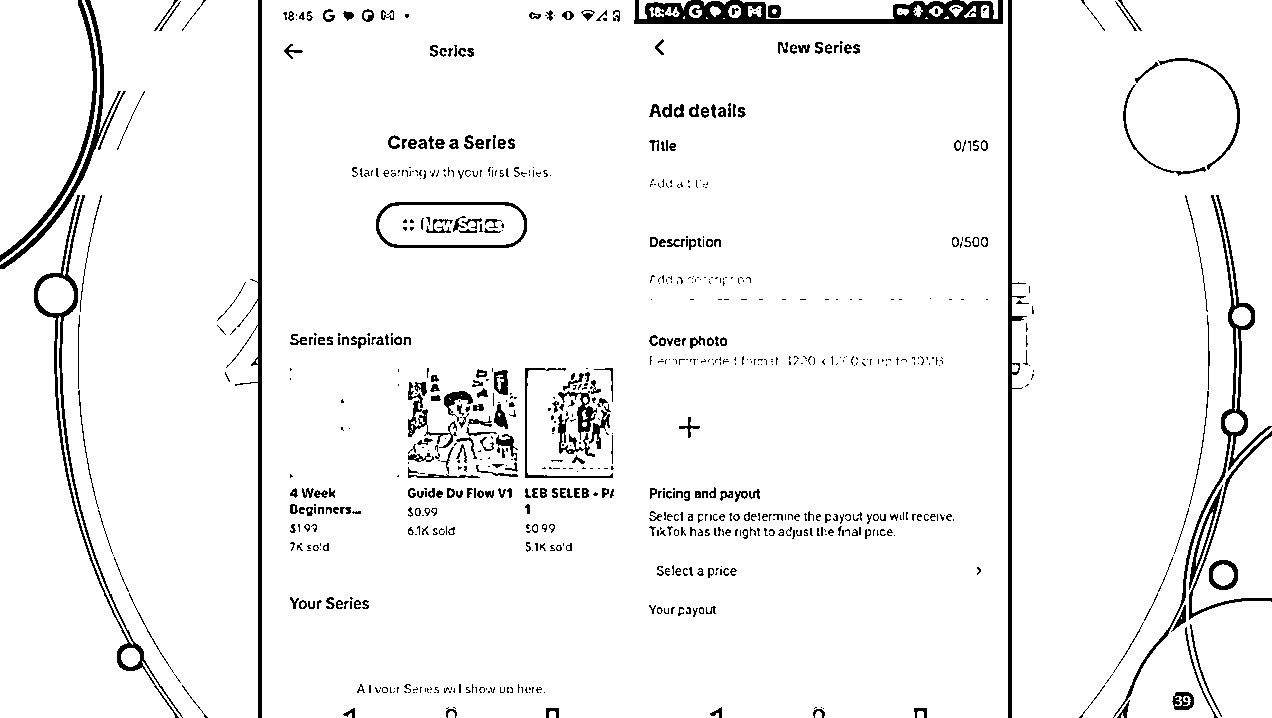 18:45
Series
Create a Series
Start earning with your first Series.
New Series
Series inspiration
4 Week
Beginners...
$1.99
7K sold
Guide Du Flow V1
$0.99
6.1K sold
LEB SELEB - PA
1
$0.99
5.1K sold
Your Series
All your Series will show up here.
18:46
New Series
Add details
Title 0/150
Add a title
Description 0/500
Add a description
Cover photo
Recommended format:
up to 10MB
Pricing and payout
Select a price to determine the payout you will receive.
TikTok has the right to adjust the final price.
Select a price
Your payout
39